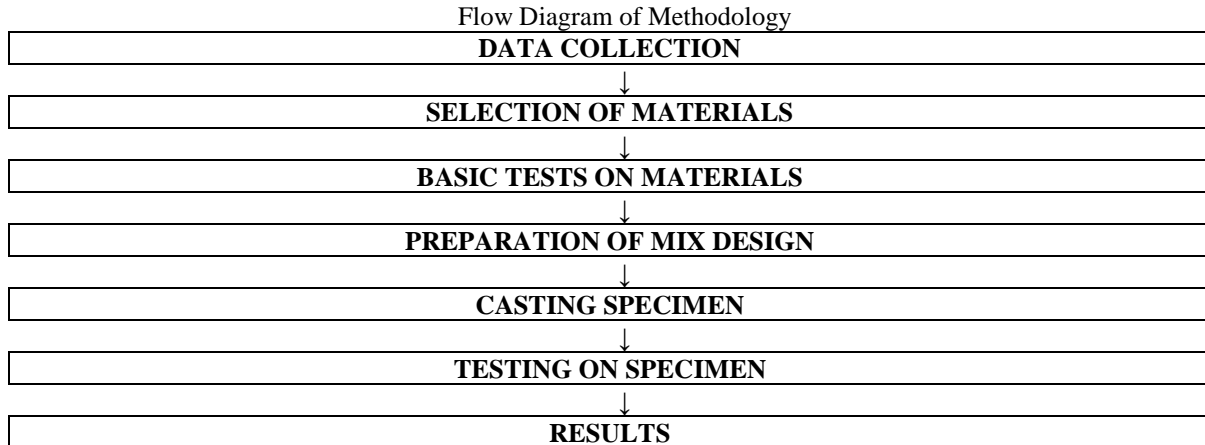 Flow Diagram of Methodology
DATA COLLECTION
↓
SELECTION OF MATERIALS
↓
BASIC TESTS ON MATERIALS
↓
PREPARATION OF MIX DESIGN
↓
CASTING SPECIMEN
↓
TESTING ON SPECIMEN
↓
RESULTS